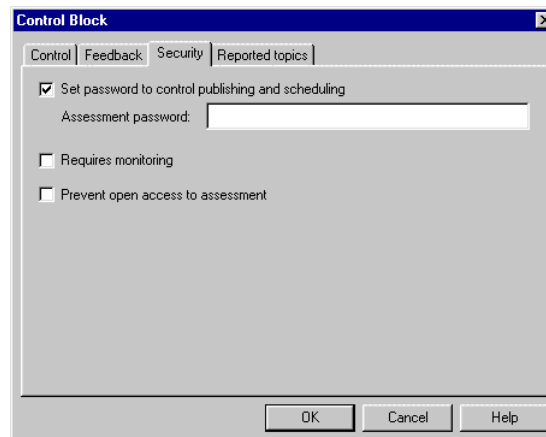 Control Block
Control Feedback Security Reported topics
Set password to control publishing and scheduling
Assessment password:
Requires monitoring
Prevent open access to assessment
OK Cancel Help